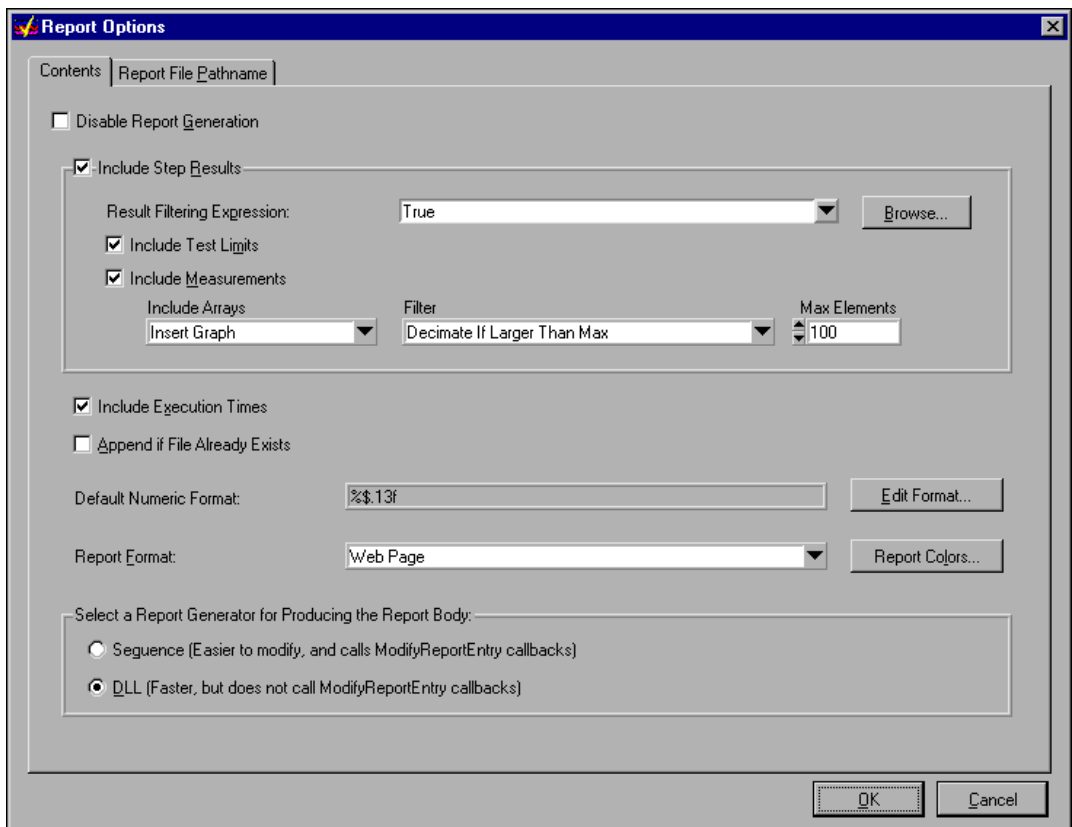 Report Options
Contents Report File Pathname
Disable Report Generation
Include Step Results
Result Filtering Expression: True Browse...
Include Test Limits
Include Measurements
Include Arrays Filter Max Elements
Insert Graph Decimate If Larger Than Max 100
Include Execution Times
Append if File Already Exists
Default Numeric Format: %$.13f Edit Format...
Report Format: Web Page Report Colors...
Select a Report Generator for Producing the Report Body:
Sequence (Easier to modify, and calls ModifyReportEntry callbacks)
DLL (Faster, but does not call ModifyReportEntry callbacks)
OK Cancel